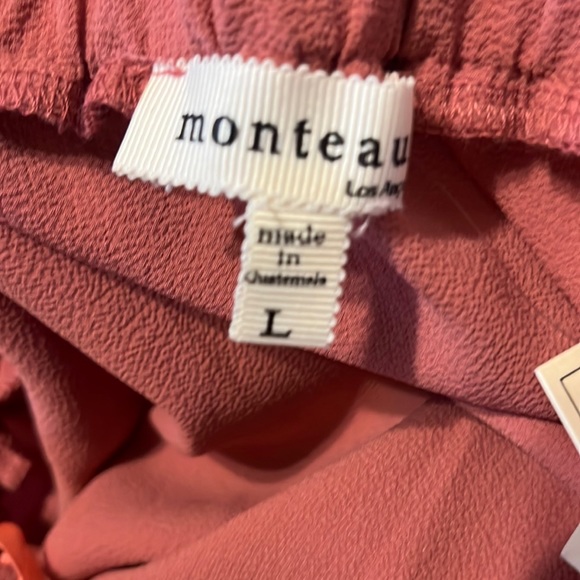 monteau
Los An
made
in
Guatemala
L